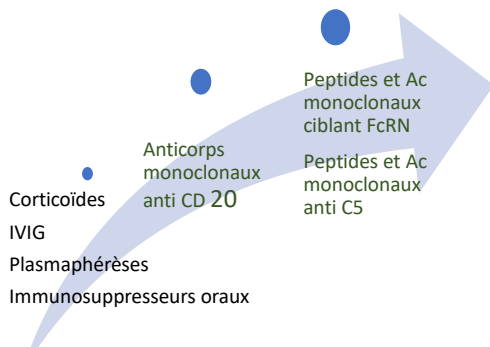 Corticoïdes
IVIG
Plasmaphérèses
Immunosuppresseurs oraux
Anticorps
monoclonaux
anti CD 20
Peptides et Ac
monoclonaux
ciblant FcRN
Peptides et Ac
monoclonaux
anti C5